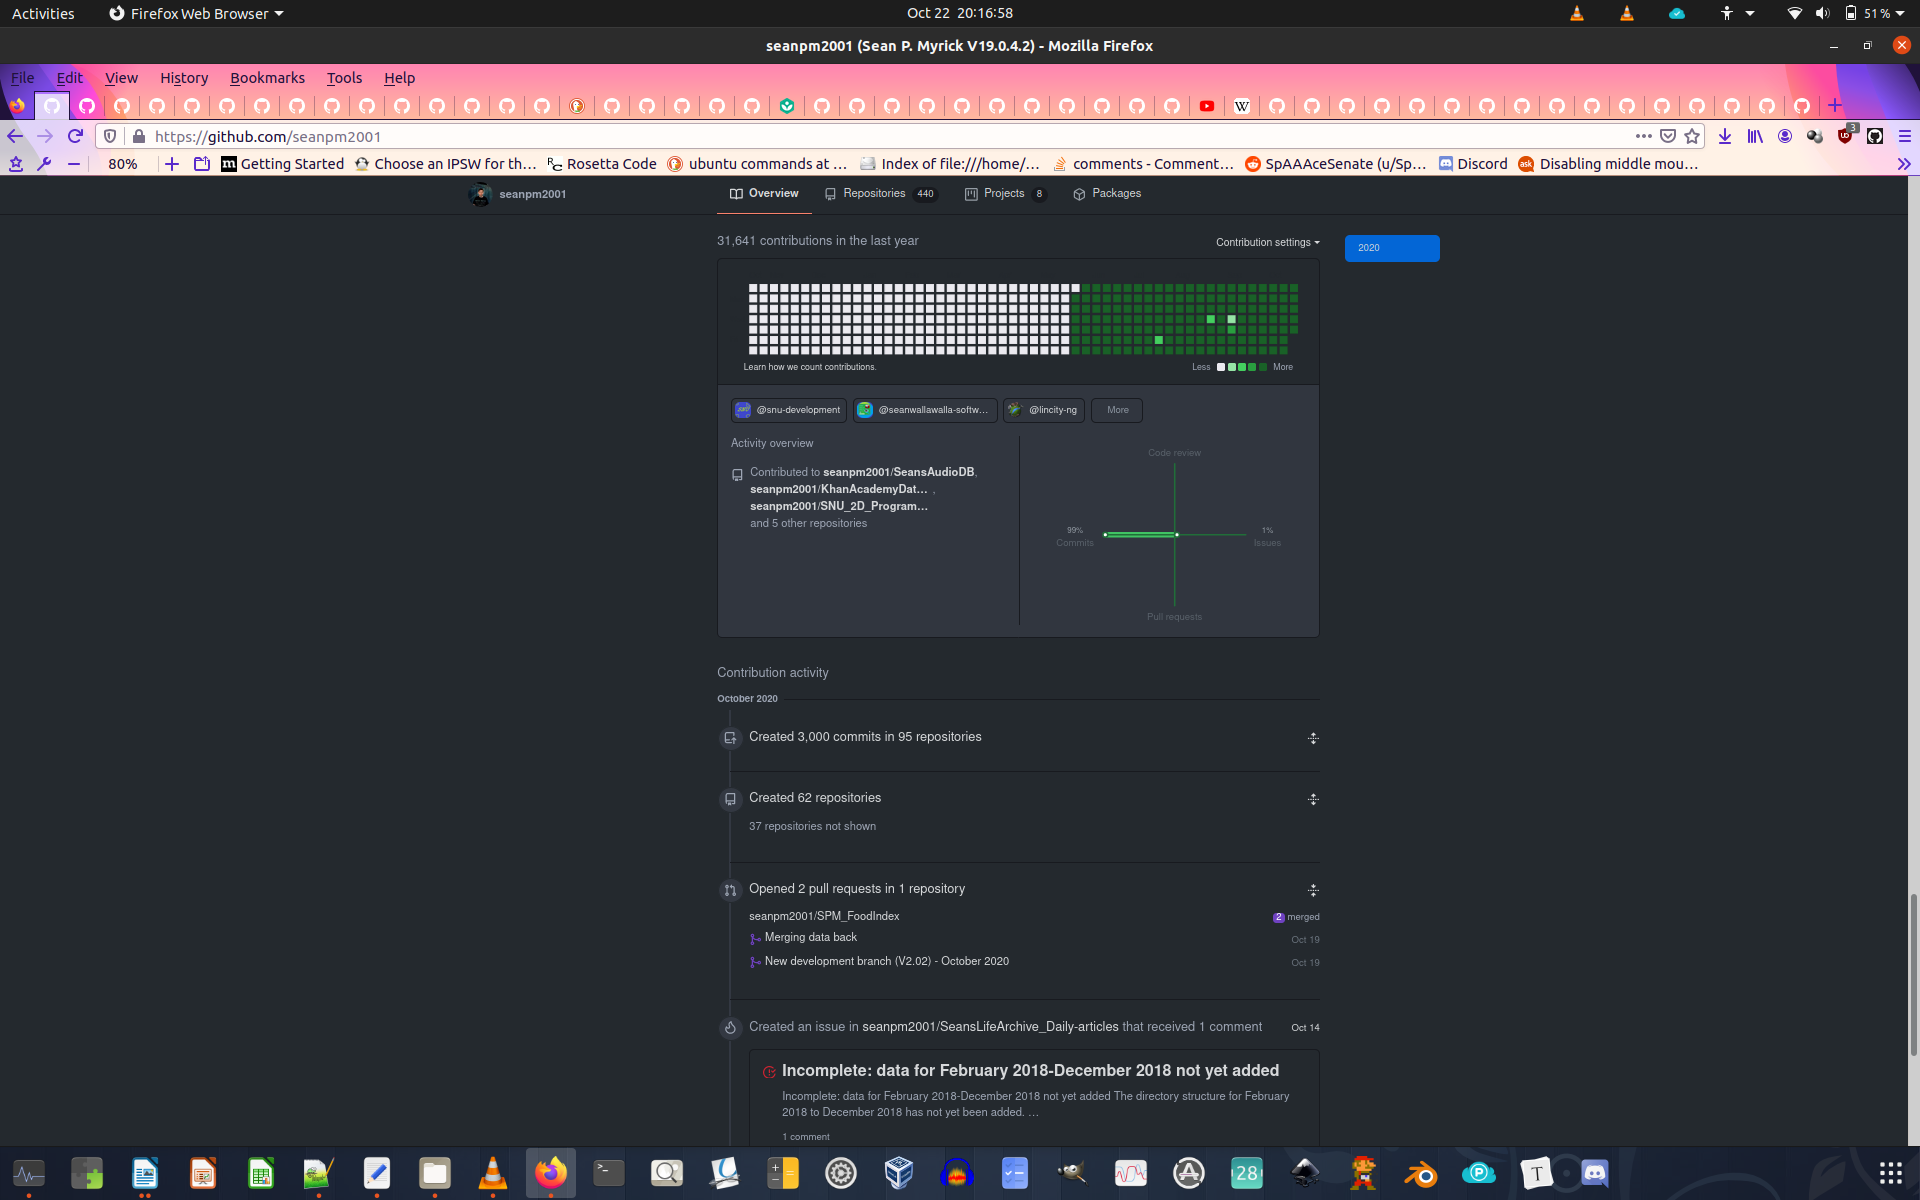 Activities
Firefox Web Browser
Oct 22 20:16:58
51 %
seanpm2001 (Sean P. Myrick V19.0.4.2) - Mozilla Firefox
File Edit View History Bookmarks Tools Help
https://github.com/seanpm2001
3
80%
Getting Started
Choose an IPSW for th…
Rosetta Code
ubuntu commands at …
Index of file:///home/…
comments - Comment…
SpAAAceSenate (u/Sp…
Discord
Disabling middle mou…
seanpm2001
Overview
Repositories 440
Projects 8
Packages
31,641 contributions in the last year
Contribution settings
2020
Learn how we count contributions.
Less
More
@snu-development
@seanwallawalla-softw…
@lincity-ng
More
Activity overview
Contributed to seanpm2001/SeansAudioDB,
seanpm2001/KhanAcademyDat… ,
seanpm2001/SNU_2D_Program…
and 5 other repositories
Code review
99%
Commits
1%
Issues
Pull requests
Contribution activity
October 2020
Created 3,000 commits in 95 repositories
Created 62 repositories
37 repositories not shown
Opened 2 pull requests in 1 repository
seanpm2001/SPM_FoodIndex
2 merged
Merging data back
Oct 19
New development branch (V2.02) - October 2020
Oct 19
Created an issue in seanpm2001/SeansLifeArchive_Daily-articles that received 1 comment
Oct 14
Incomplete: data for February 2018-December 2018 not yet added
Incomplete: data for February 2018-December 2018 not yet added The directory structure for February
2018 to December 2018 has not yet been added. …
1 comment
28